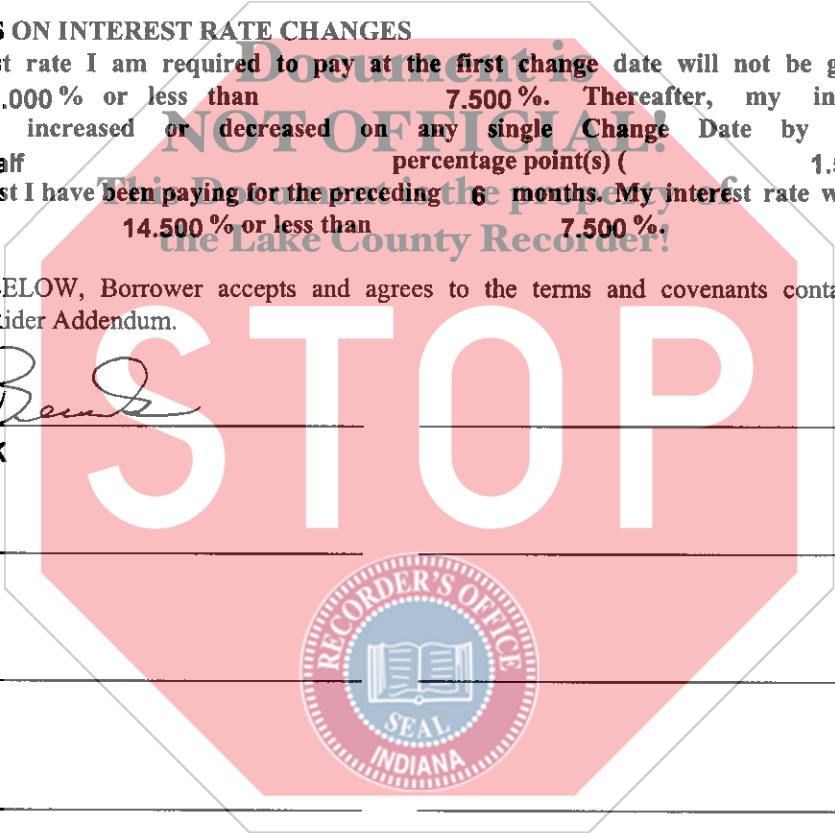 S ON INTEREST RATE CHANGES
st rate I am required to pay at the first change date will not be g
.000 % or less than 7.500 %. Thereafter, my in
increased or decreased on any single Change Date by
alf percentage point(s) ( 1.5
st I have been paying for the preceding 6 months. My interest rate w
14.500 % or less than 7.500 %.
ELOW, Borrower accepts and agrees to the terms and covenants conta
ider Addendum.
K
Document is
NOT OFFICIAL!
This Document is the property of
the Lake County Recorder!
STOP
RECORDER'S OFFICE
SEAL
INDIANA